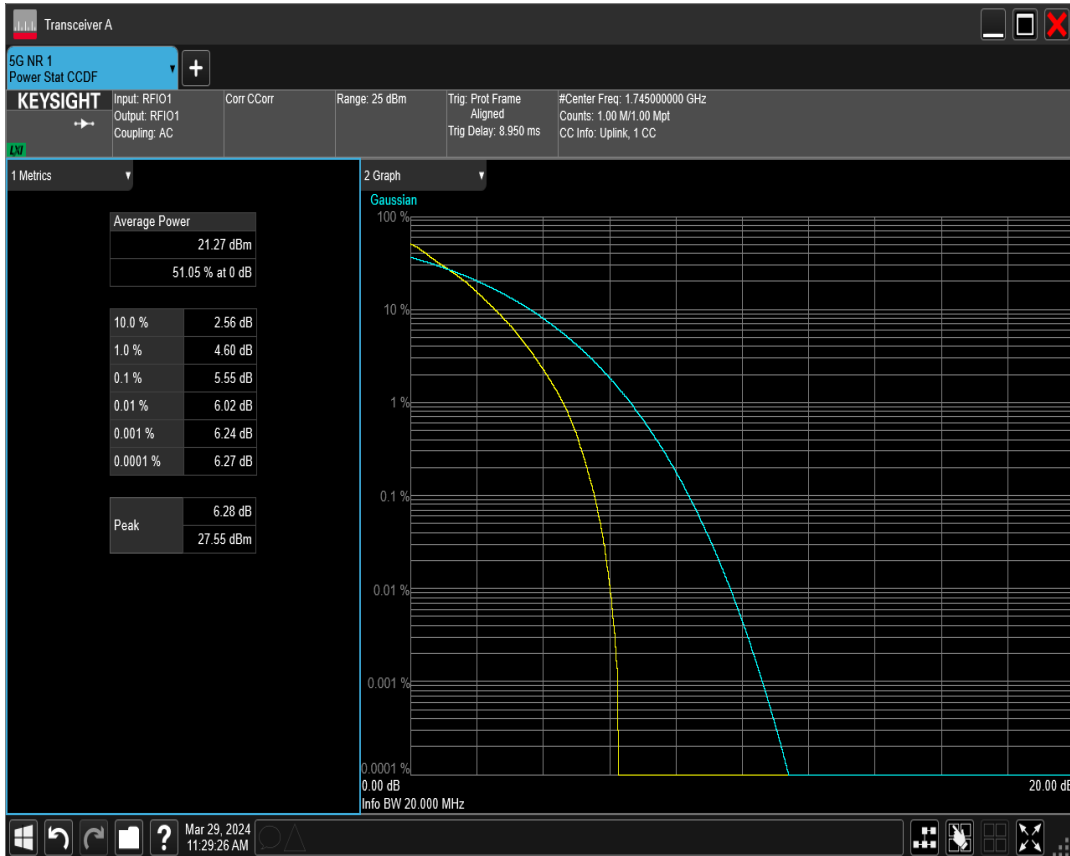 Transceiver A
5G NR 1
Power Stat CCDF
+
KEYSIGHT
LXI
Input: RFIO1
Output: RFIO1
Coupling: AC
Corr CCorr
Range: 25 dBm
Trig: Prot Frame
Aligned
Trig Delay: 8.950 ms
#Center Freq: 1.745000000 GHz
Counts: 1.00 M/1.00 Mpt
CC Info: Uplink, 1 CC
1 Metrics
Average Power
21.27 dBm
51.05 % at 0 dB
10.0 % 2.56 dB
1.0 % 4.60 dB
0.1 % 5.55 dB
0.01 % 6.02 dB
0.001 % 6.24 dB
0.0001 % 6.27 dB
Peak
6.28 dB
27.55 dBm
2 Graph
Gaussian
100 %
10 %
1 %
0.1 %
0.01 %
0.001 %
0.0001 %
0.00 dB 20.00 dB
Info BW 20.000 MHz
?
Mar 29, 2024
11:29:26 AM